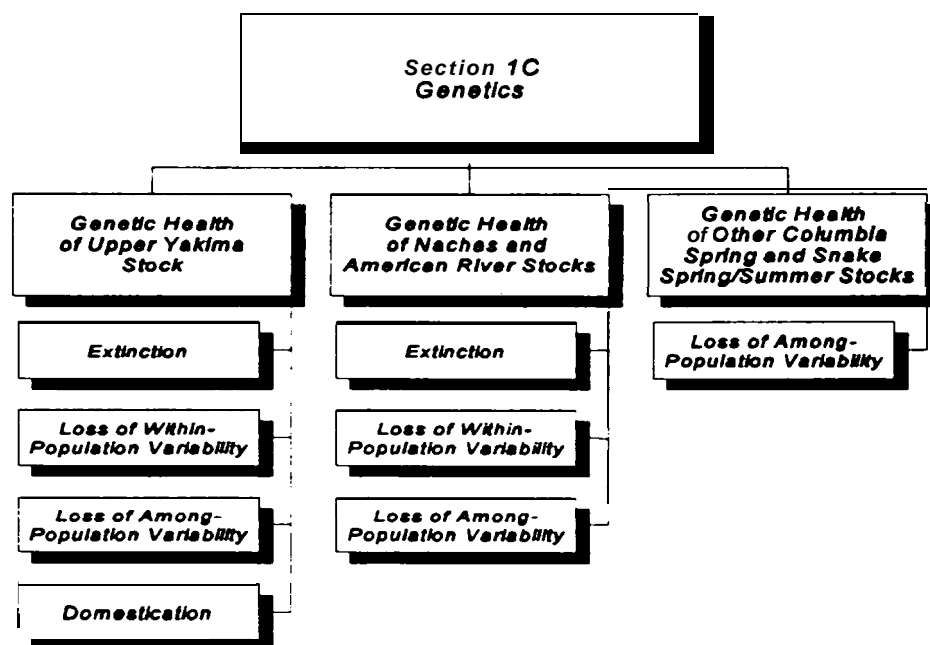 Section 1C
Genetics
Genetic Health
of Upper Yakima
Stock
Extinction
Loss of Within-
Population Variability
Loss of Among-
Population Variability
Domestication
Genetic Health
of Naches and
American River Stocks
Extinction
Loss of Within-
Population Variability
Loss of Among-
Population Variability
Genetic Health
of Other Columbia
Spring and Snake
Spring/Summer Stocks
Loss of Among-
Population Variability